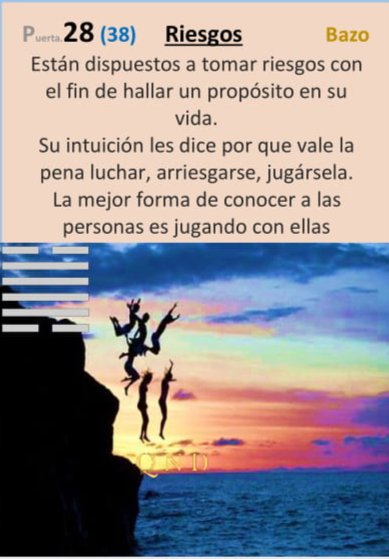 Puerta.28 (38) Riesgos Bazo
Están dispuestos a tomar riesgos con
el fin de hallar un propósito en su
vida.
Su intuición les dice por que vale la
pena luchar, arriesgarse, jugársela.
La mejor forma de conocer a las
personas es jugando con ellas
Q N D